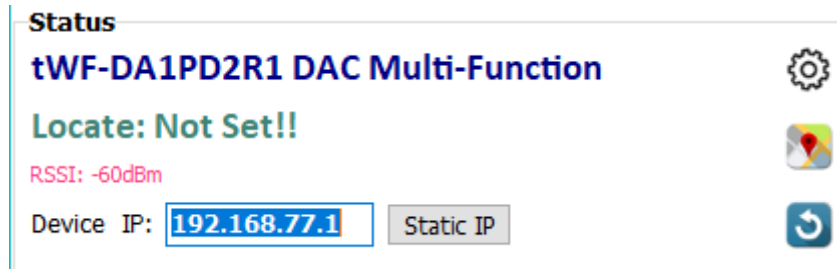 Status
tWF-DA1PD2R1 DAC Multi-Function
Locate: Not Set!!
RSSI: -60dBm
Device IP: 192.168.77.1 Static IP